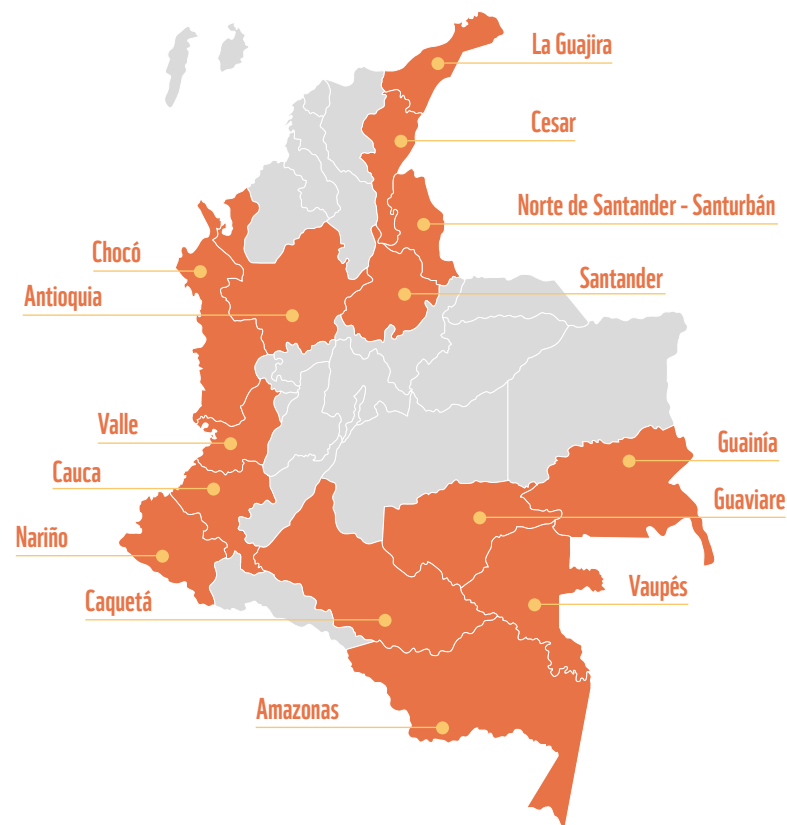 La Guajira
Cesar
Norte de Santander - Santurbán
Chocó
Santander
Antioquia
Valle
Guainía
Cauca
Guaviare
Nariño
Vaupés
Caquetá
Amazonas